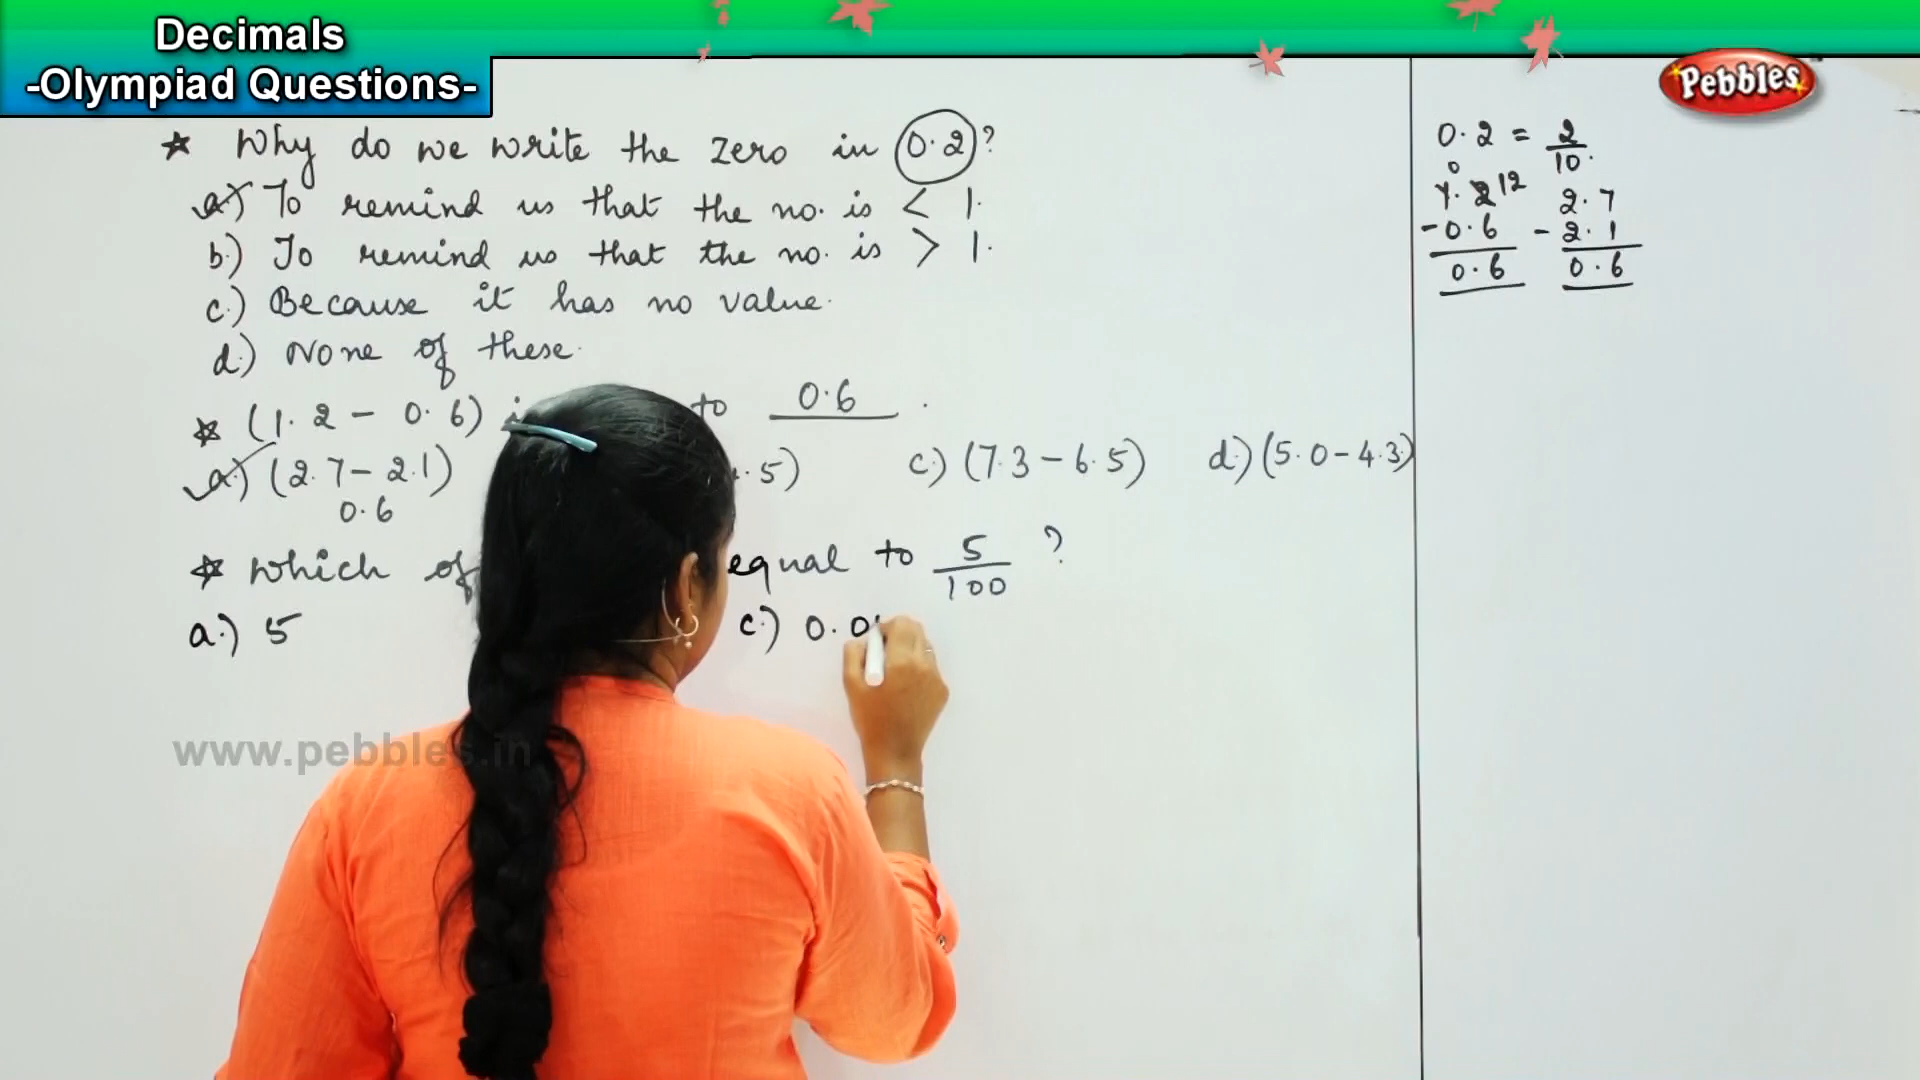 Decimals
-Olympiad Questions-
Pebbles
★ Why do we write the zero in 0.2?
a.) To remind us that the no. is < 1.
b.) To remind us that the no. is > 1.
c.) Because it has no value.
d.) None of these.
★ (1.2 - 0.6) to 0.6.
a.) (2.7 - 2.1) .5) c.) (7.3 - 6.5) d.) (5.0 - 4.3)
0.6
★ Which of equal to 5/100 ?
a.) 5 c.) 0.0
www.pebbles.in
0.2 = 2/10.
0 12
1.2 2.7
-0.6 - 2.1
0.6 0.6